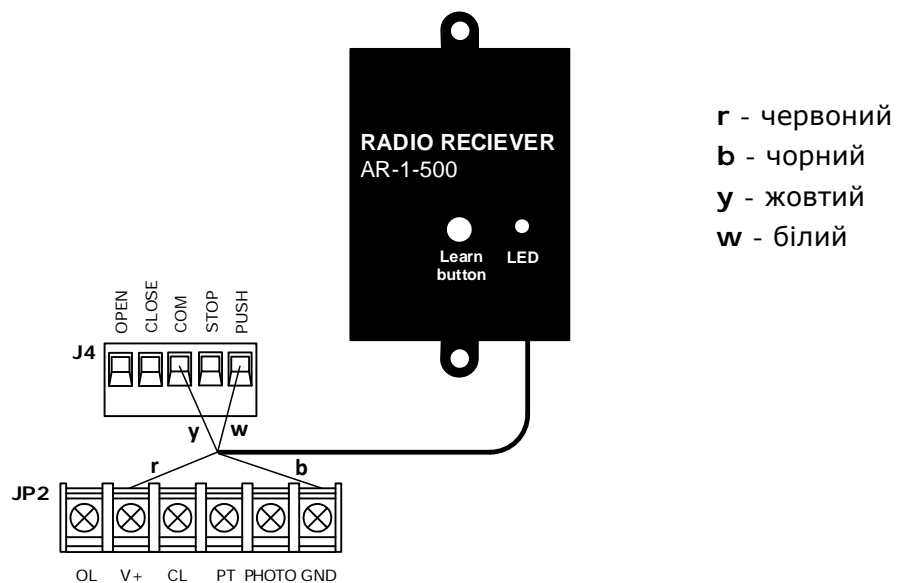 RADIO RECIEVER
AR-1-500
Learn
button
LED
r - червоний
b - чорний
y - жовтий
w - білий
OPEN
CLOSE
COM
STOP
PUSH
J4
y w
r b
JP2
OL V+ CL PT PHOTO GND